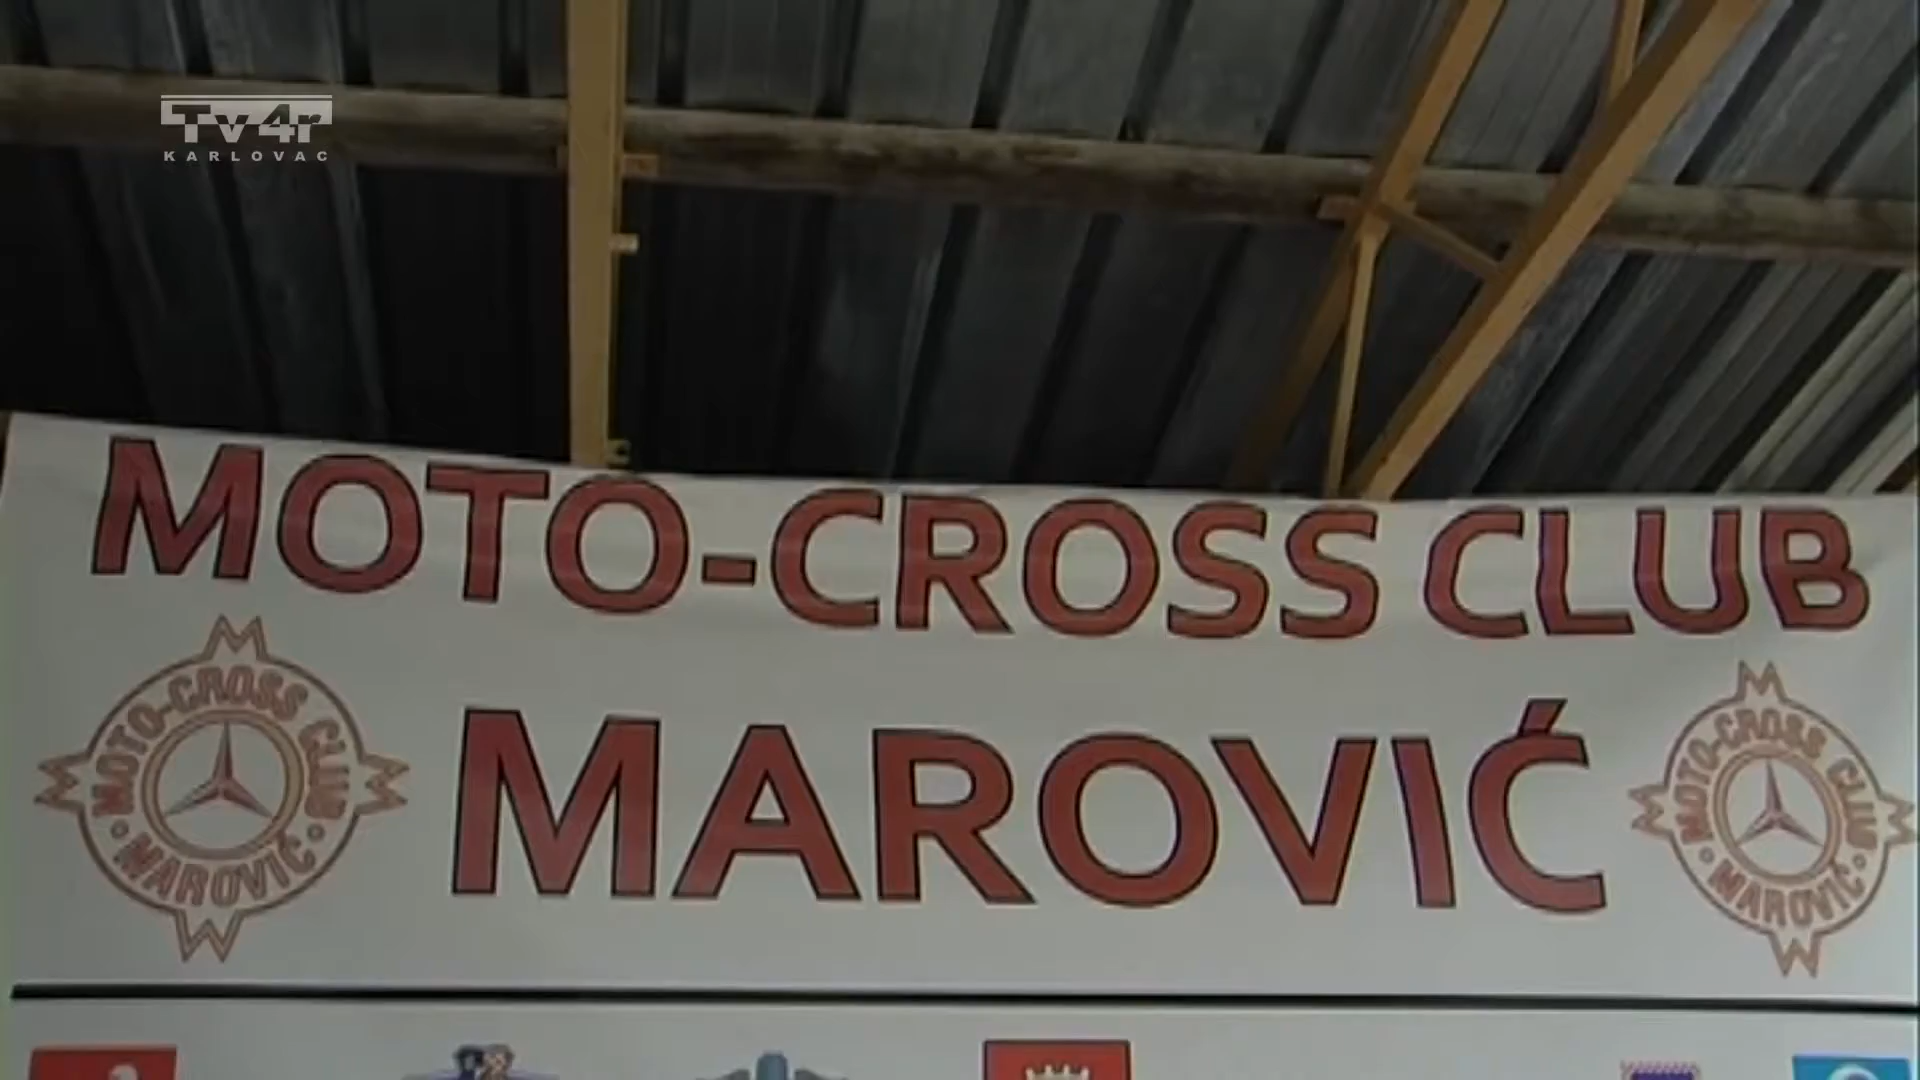 Tv4r
KARLOVAC
MOTO-CROSS CLUB
MAROVIĆ
MOTO-CROSS CLUB
MAROVIĆ
MOTO-CROSS CLUB
MAROVIĆ